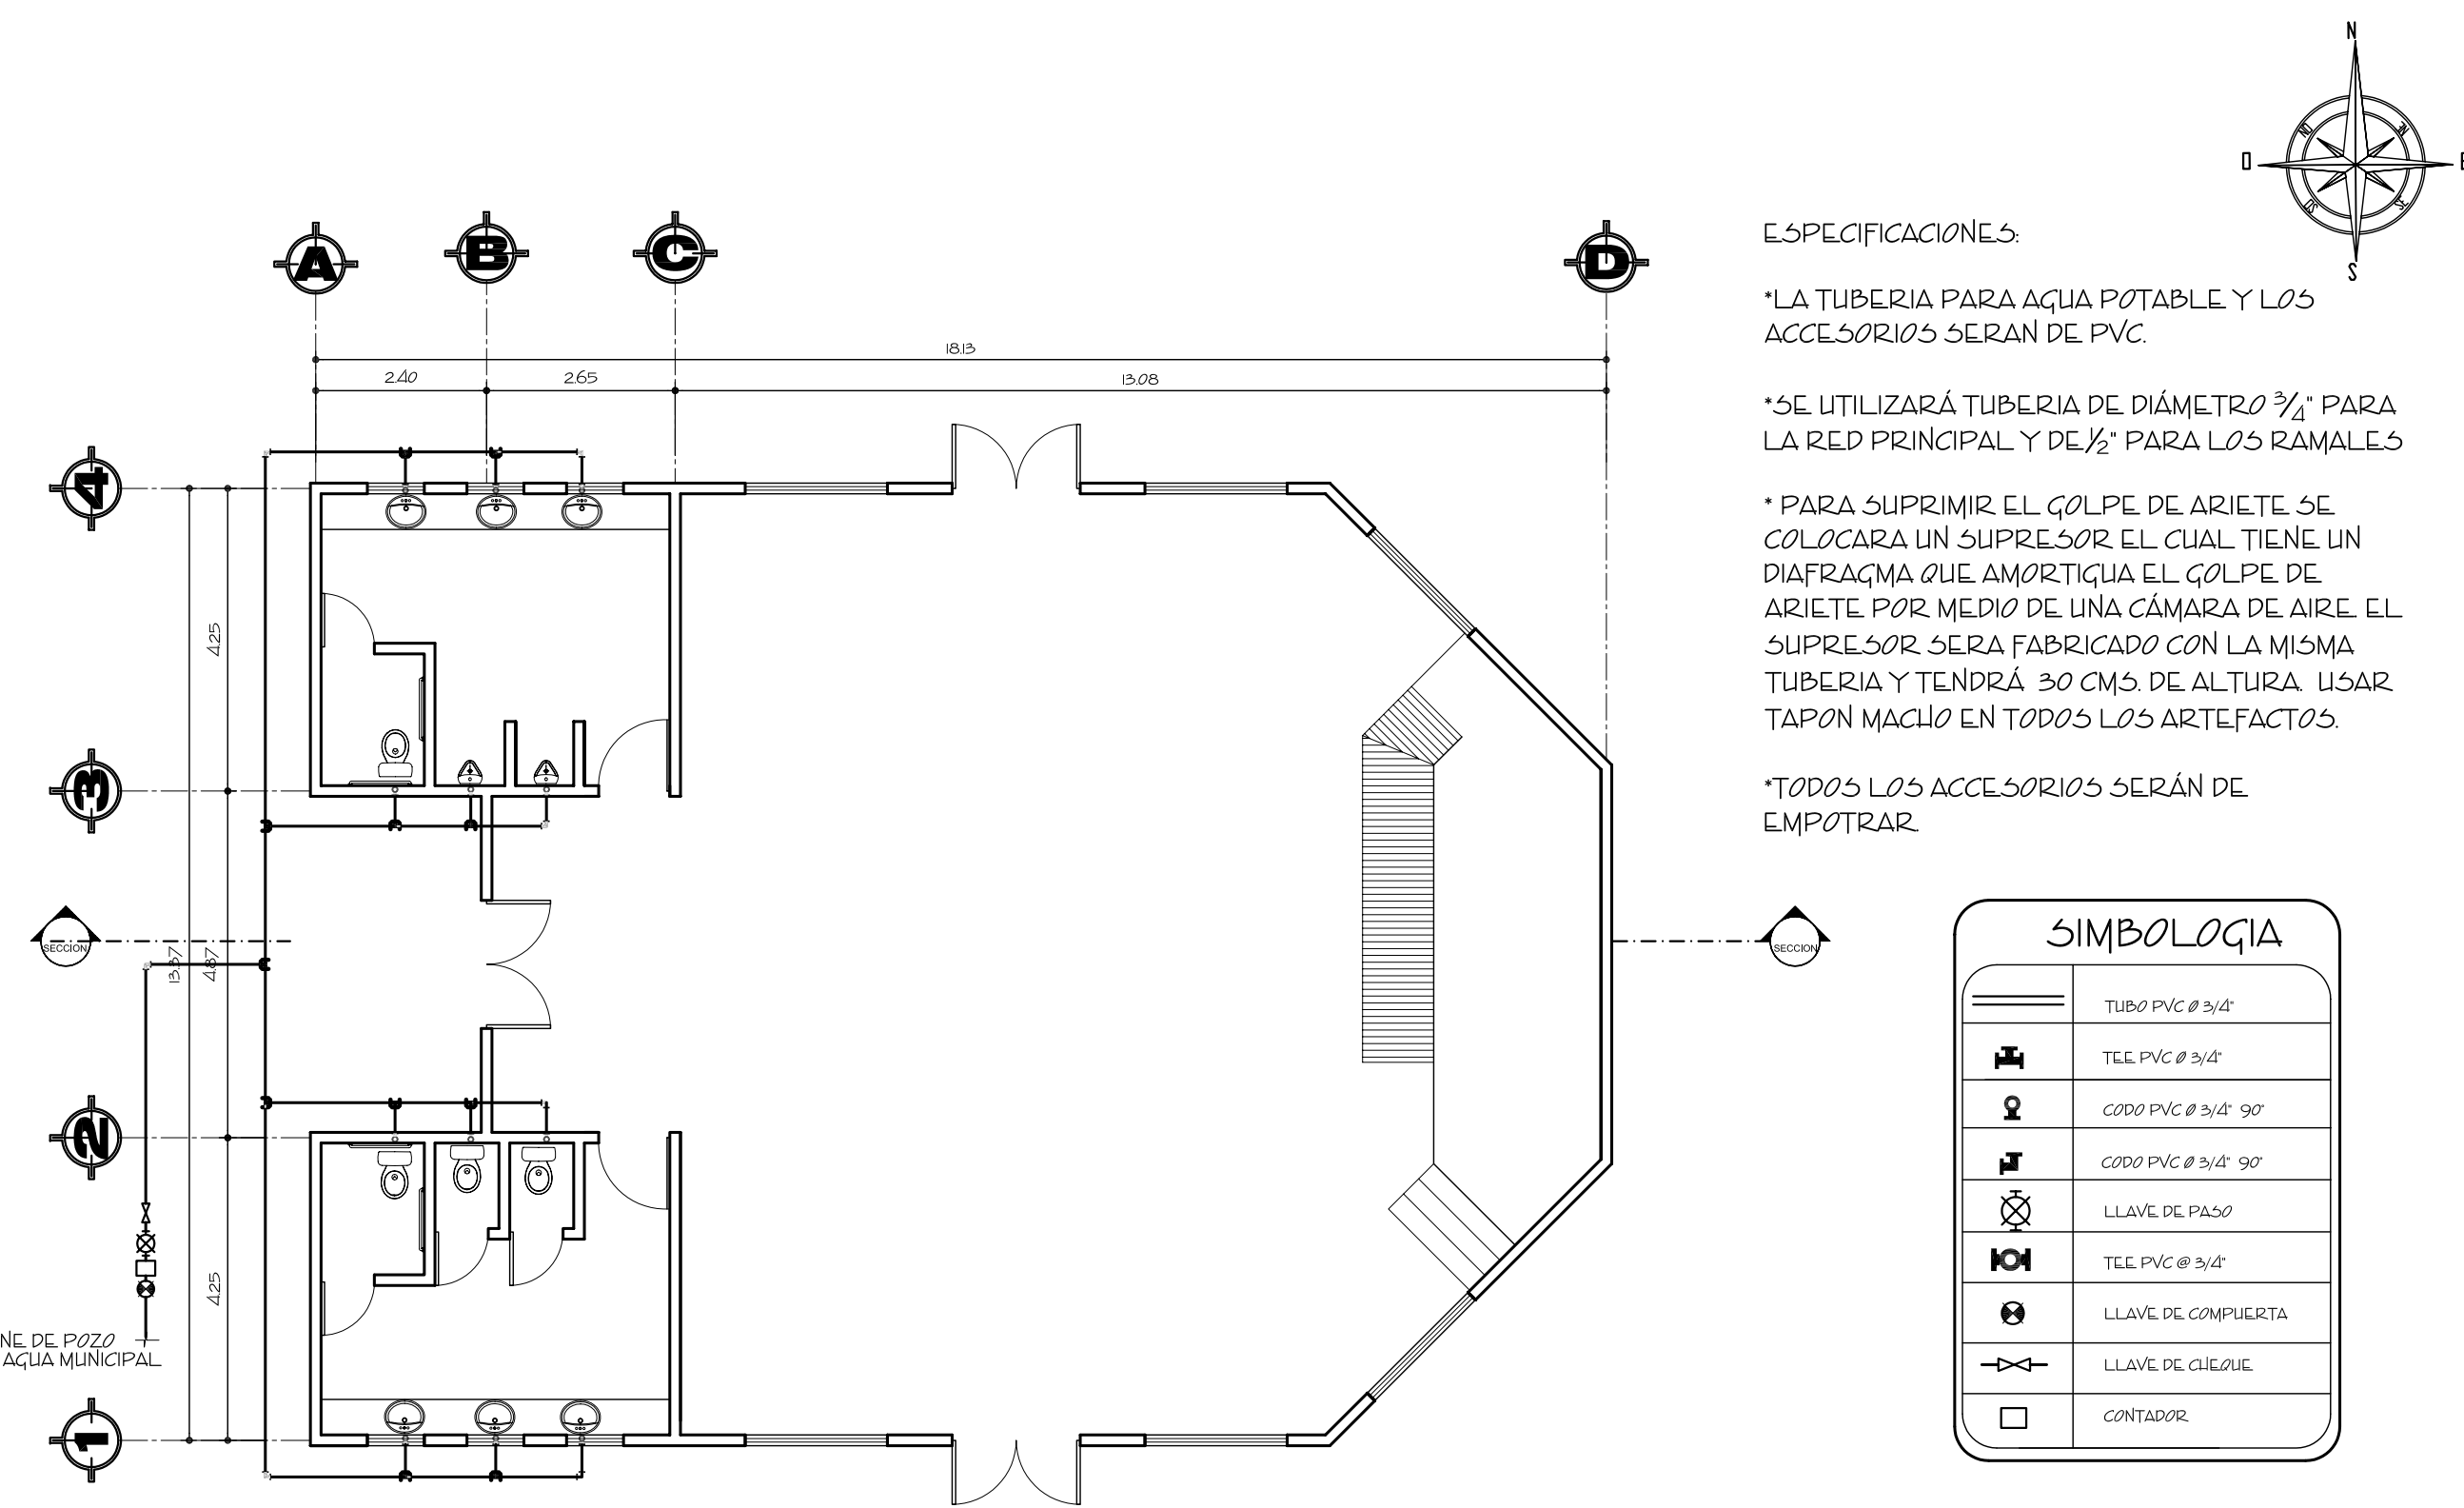 N
NO
NE
O
SO
SE
S
A
B
C
D
18.13
2.40
2.65
13.08
4
3
2
1
4.25
13.37
4.87
4.25
SECCION
SECCION
NE DE POZO
AGUA MUNICIPAL
ESPECIFICACIONES:
*LA TUBERIA PARA AGUA POTABLE Y LOS
ACCESORIOS SERAN DE PVC.
*SE UTILIZARÁ TUBERIA DE DIÁMETRO 3/4" PARA
LA RED PRINCIPAL Y DE 1/2" PARA LOS RAMALES
* PARA SUPRIMIR EL GOLPE DE ARIETE SE
COLOCARA UN SUPRESOR EL CUAL TIENE UN
DIAFRAGMA QUE AMORTIGUA EL GOLPE DE
ARIETE POR MEDIO DE UNA CÁMARA DE AIRE. EL
SUPRESOR SERA FABRICADO CON LA MISMA
TUBERIA Y TENDRÁ 30 CMS. DE ALTURA. USAR
TAPON MACHO EN TODOS LOS ARTEFACTOS.
*TODOS LOS ACCESORIOS SERÁN DE
EMPOTRAR.
SIMBOLOGIA
TUBO PVC Ø 3/4"
TEE PVC Ø 3/4"
CODO PVC Ø 3/4" 90°
CODO PVC Ø 3/4" 90°
LLAVE DE PASO
TEE PVC @ 3/4"
LLAVE DE COMPUERTA
LLAVE DE CHEQUE
CONTADOR